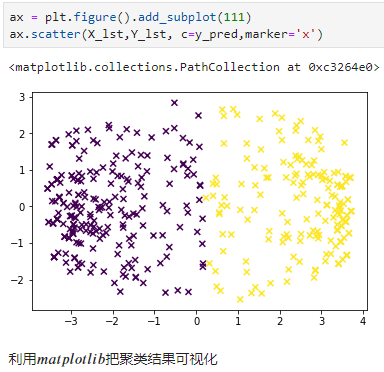 ax = plt.figure().add_subplot(111)
ax.scatter(X_lst,Y_lst, c=y_pred,marker='x')
<matplotlib.collections.PathCollection at 0xc3264e0>
3
2
1
0
−1
−2
−3 −2 −1 0 1 2 3 4
利用matplotlib把聚类结果可视化